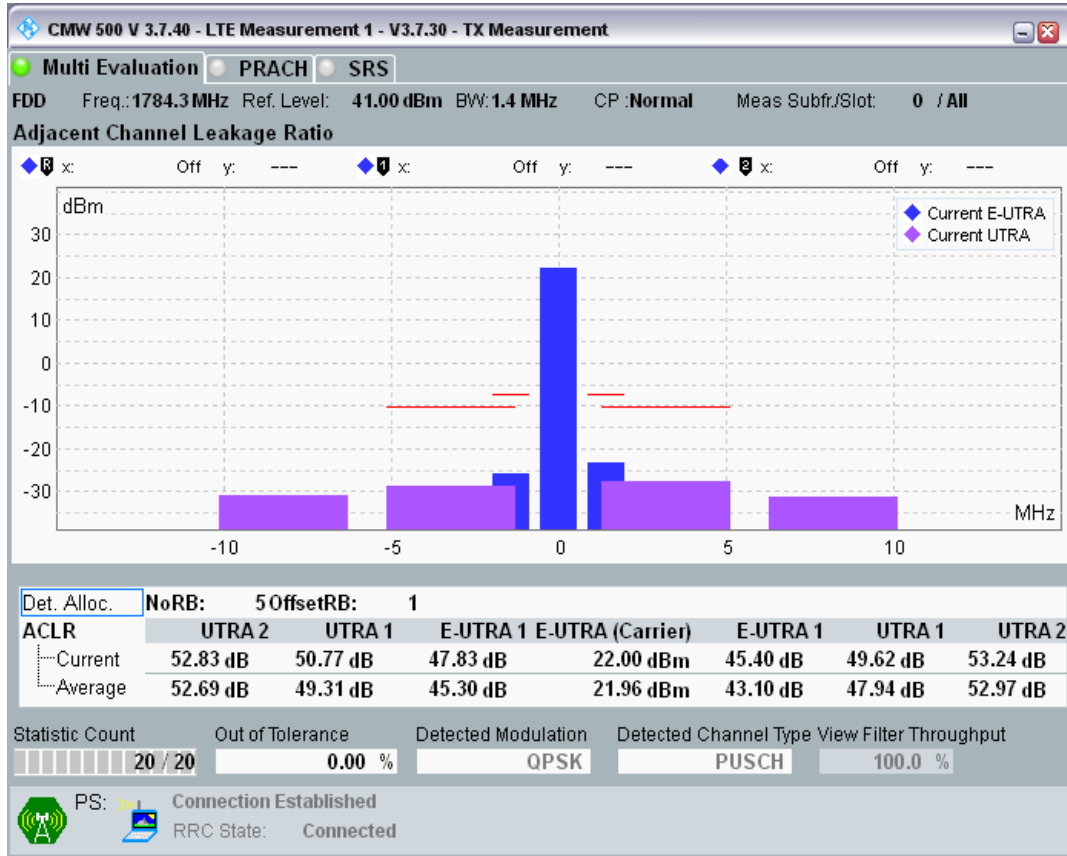 CMW 500 V 3.7.40 - LTE Measurement 1 - V3.7.30 - TX Measurement
Multi Evaluation PRACH SRS
FDD Freq.: 1784.3 MHz Ref. Level: 41.00 dBm BW: 1.4 MHz CP : Normal Meas Subfr./Slot: 0 / All
Adjacent Channel Leakage Ratio
R x: Off y: --- 1 x: Off y: --- 2 x: Off y: ---
dBm
Current E-UTRA
Current UTRA
30
20
10
0
-10
-20
-30
MHz
-10 -5 0 5 10
Det. Alloc. NoRB: 5 OffsetRB: 1
ACLR UTRA 2 UTRA 1 E-UTRA 1 E-UTRA (Carrier) E-UTRA 1 UTRA 1 UTRA 2
Current 52.83 dB 50.77 dB 47.83 dB 22.00 dBm 45.40 dB 49.62 dB 53.24 dB
Average 52.69 dB 49.31 dB 45.30 dB 21.96 dBm 43.10 dB 47.94 dB 52.97 dB
Statistic Count Out of Tolerance Detected Modulation Detected Channel Type View Filter Throughput
20 / 20 0.00 % QPSK PUSCH 100.0 %
PS: Connection Established
RRC State: Connected